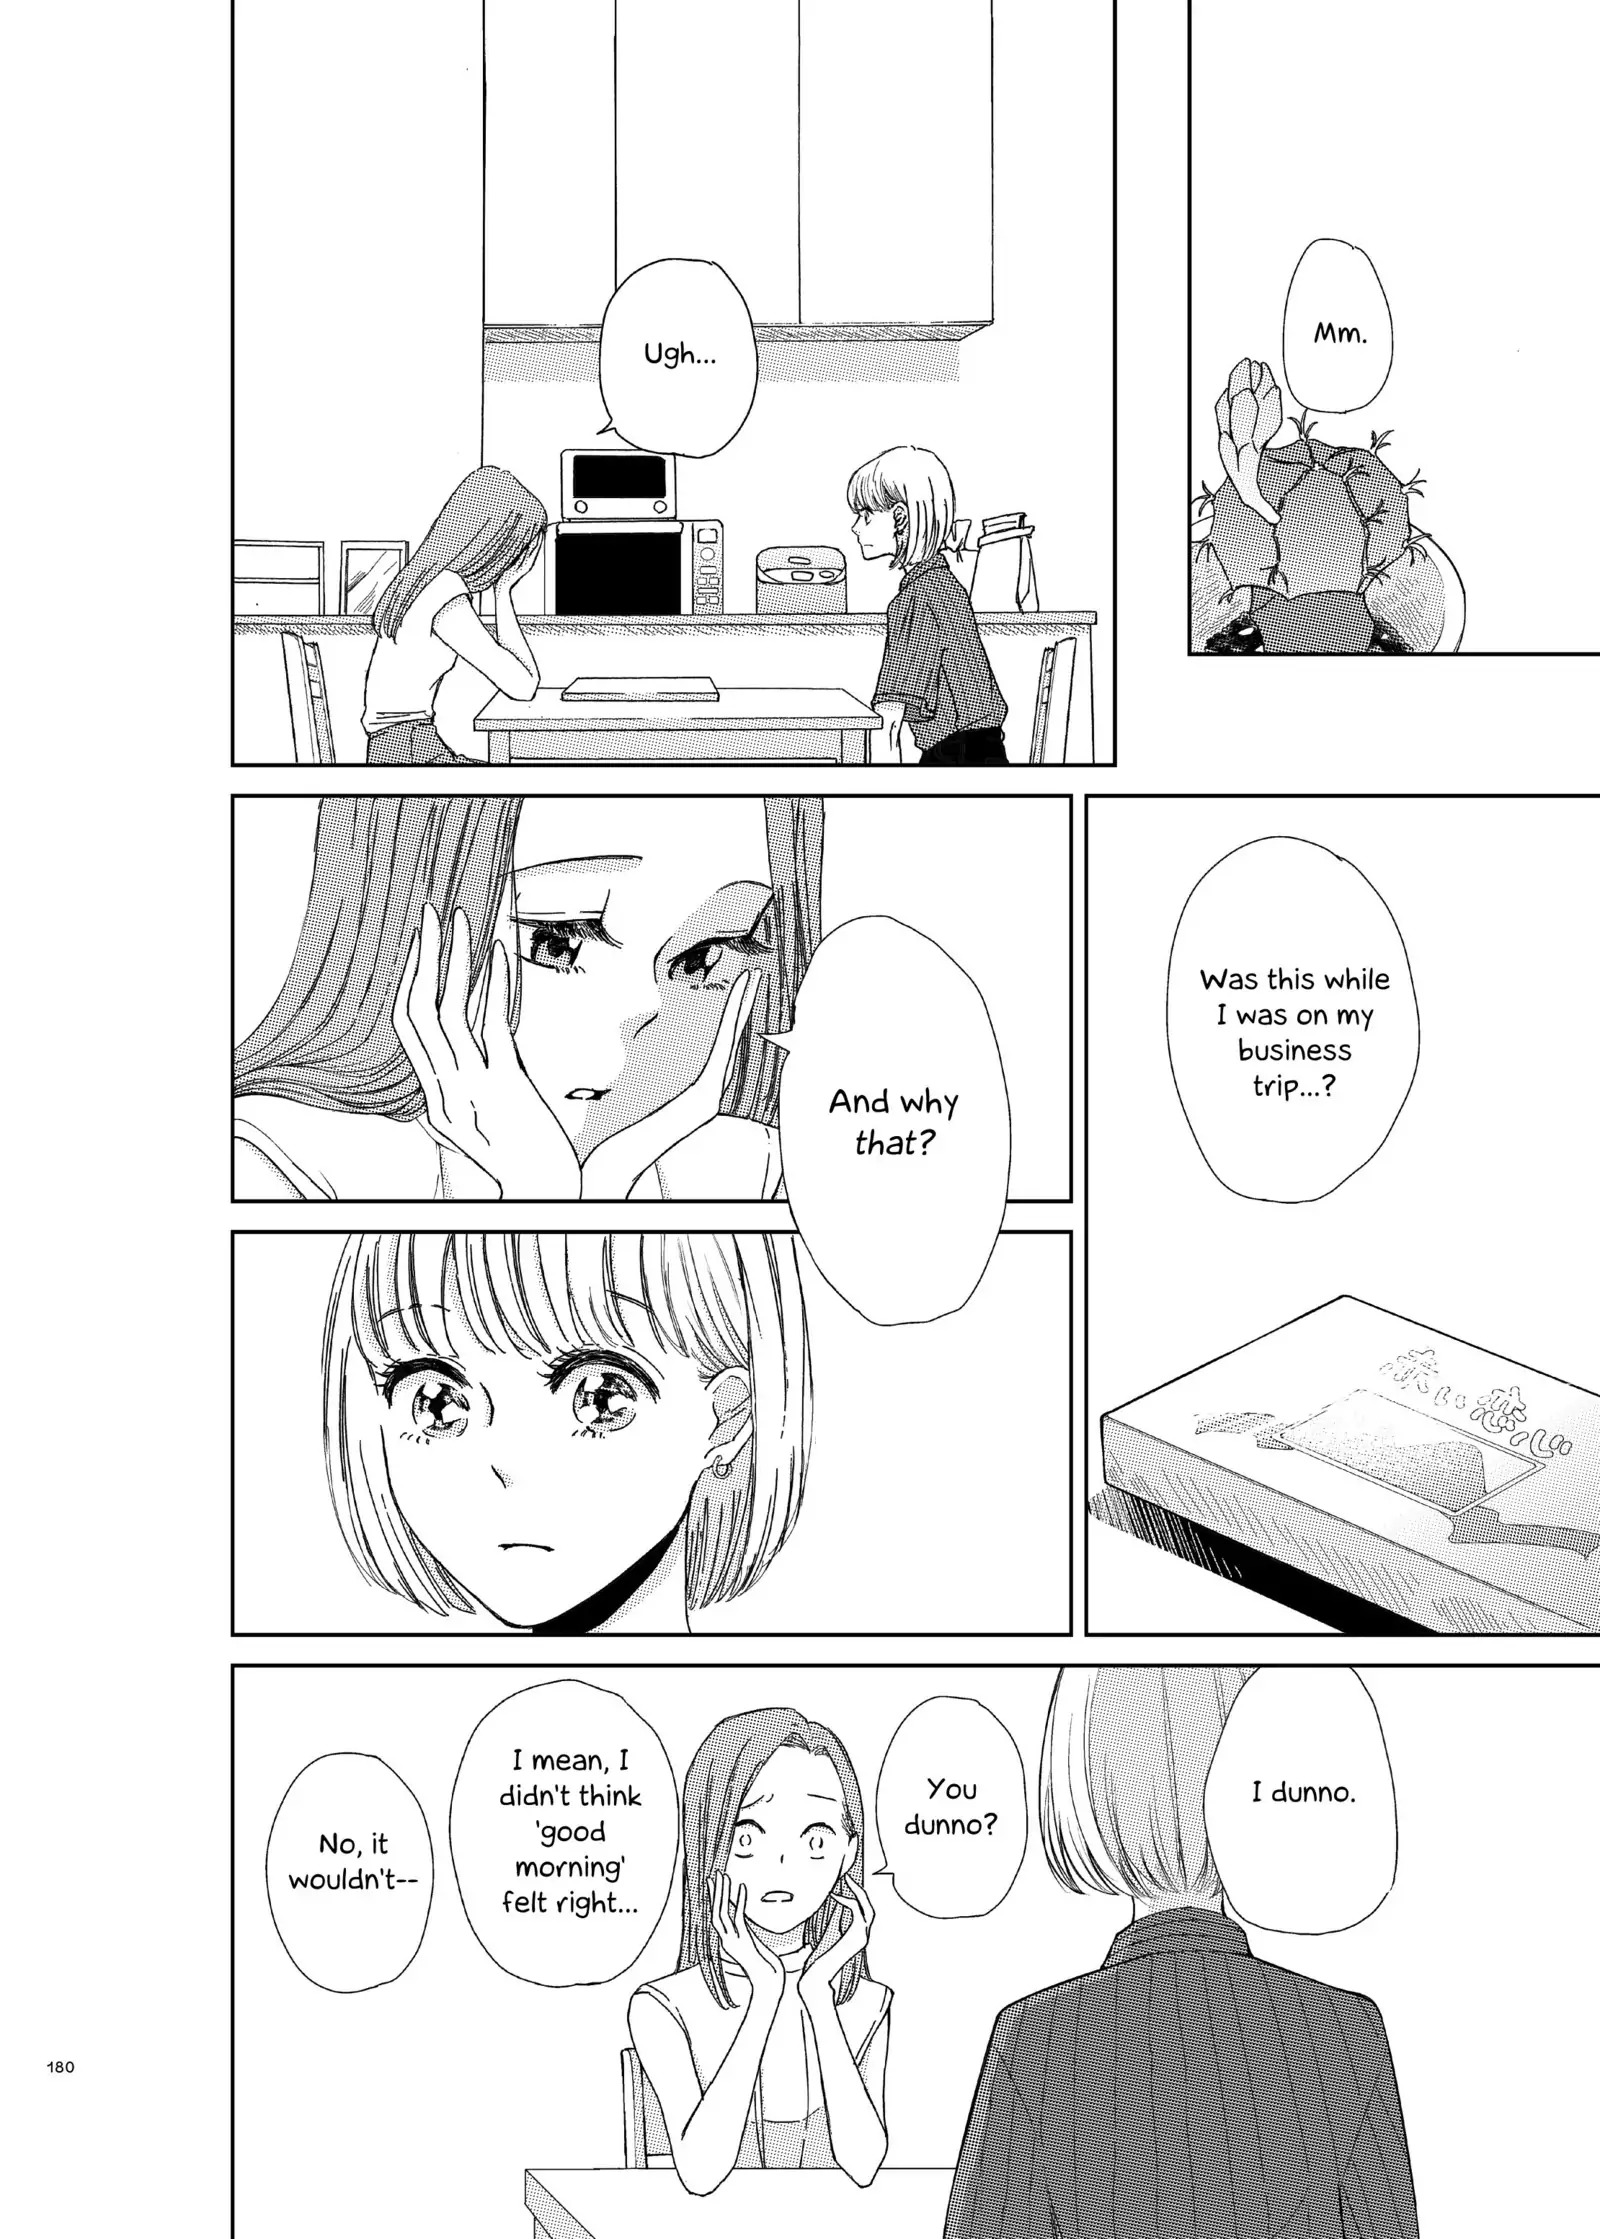 Mm.
Ugh...
Was this while
I was on my
business
trip...?
And why
that?
I dunno.
You
dunno?
I mean, I
didn't think
'good
morning'
felt right...
No, it
wouldn't--
180